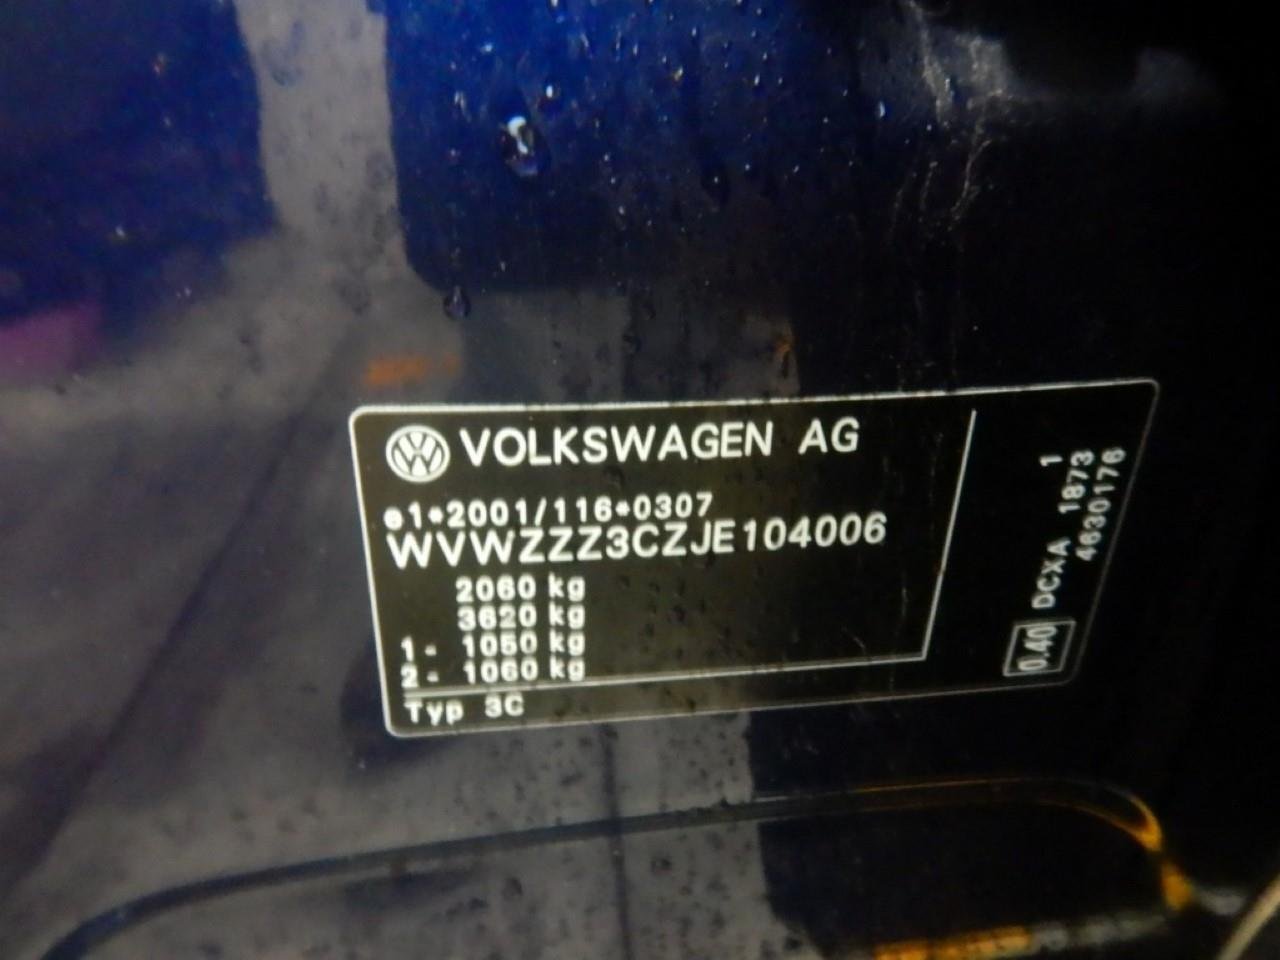 VOLKSWAGEN AG
e1*2001/116*0307
WVWZZZ3CZJE104006
2060 kg
3620 kg
1- 1050 kg
2- 1060 kg
Typ 3C
0.40 DCXA 1873 1
4630176